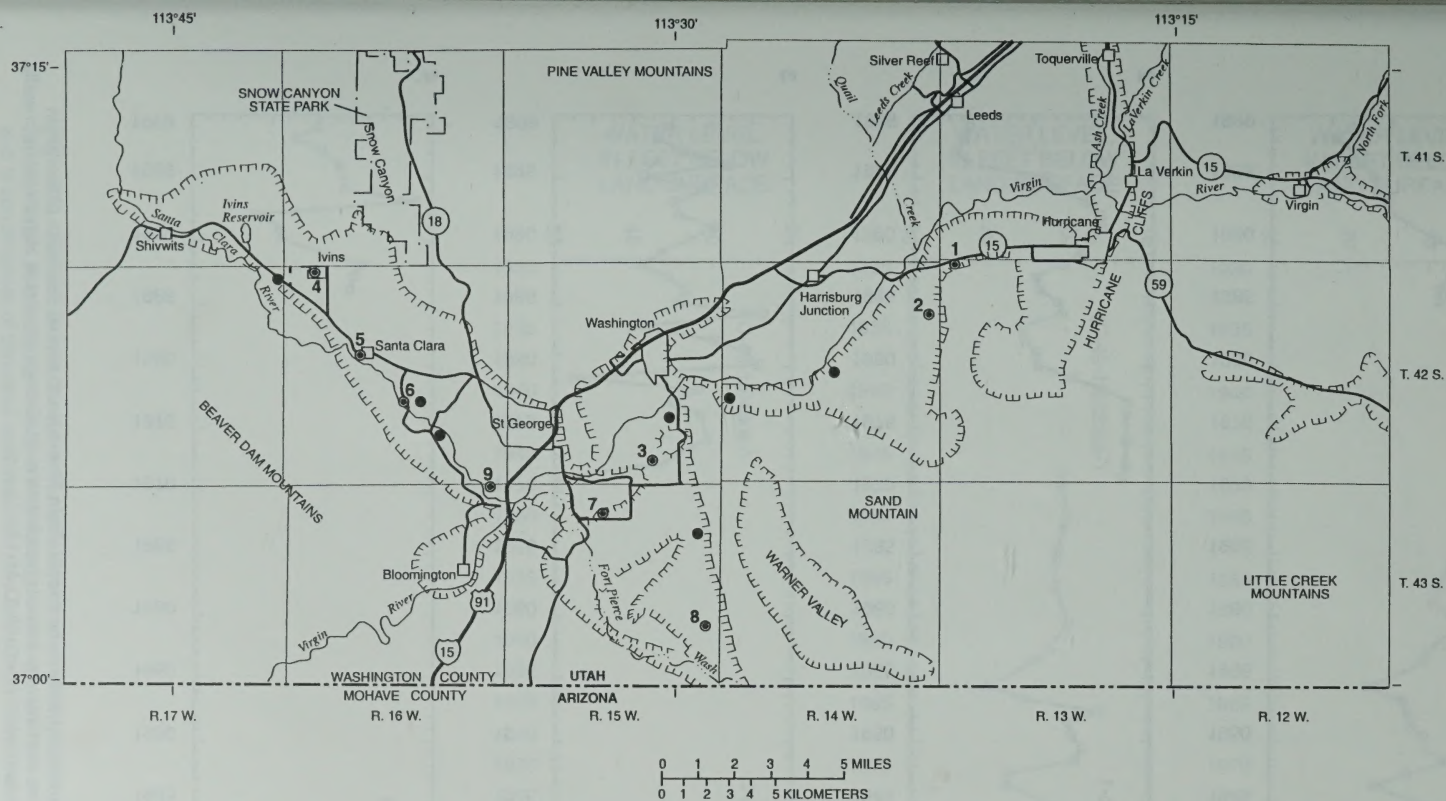 113°45'
113°30'
113°15'
37°15'
PINE VALLEY MOUNTAINS
Silver Reef
Toquerville
Quail
Leeds Creek
Leeds
Ash Creek
LaVerkin Creek
North Fork
SNOW CANYON
STATE PARK
Snow Canyon
T. 41 S.
15
La Verkin
Virgin
River
Virgin
Ivins
Reservoir
Santa
Clara
River
Shivwits
18
Creek
Hurricane
CLIFFS
HURRICANE
1
15
Ivins
4
Harrisburg
Junction
59
2
Washington
5
Santa Clara
T. 42 S.
6
BEAVER DAM MOUNTAINS
St George
3
9
7
SAND
MOUNTAIN
Bloomington
Fort Pierce
Wash
WARNER VALLEY
LITTLE CREEK
MOUNTAINS
T. 43 S.
91
8
Virgin
River
15
37°00'
WASHINGTON COUNTY
UTAH
MOHAVE COUNTY
ARIZONA
R. 17 W.
R. 16 W.
R. 15 W.
R. 14 W.
R. 13 W.
R. 12 W.
0 1 2 3 4 5 MILES
0 1 2 3 4 5 KILOMETERS